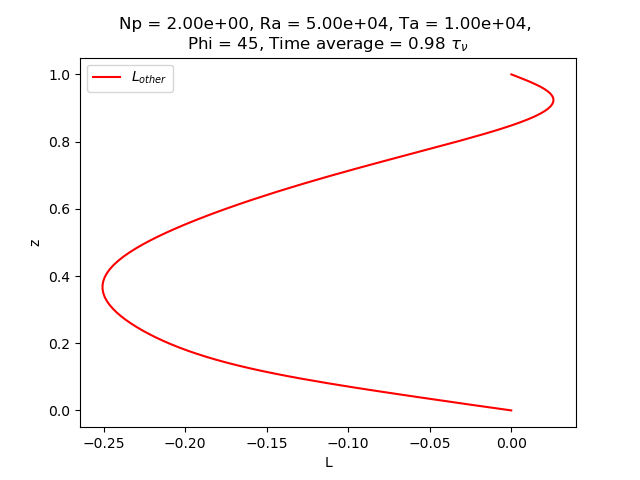 Np = 2.00e+00, Ra = 5.00e+04, Ta = 1.00e+04,
Phi = 45, Time average = 0.98 τ_ν
L_other
1.0
0.8
0.6
0.4
0.2
0.0
z
−0.25 −0.20 −0.15 −0.10 −0.05 0.00
L